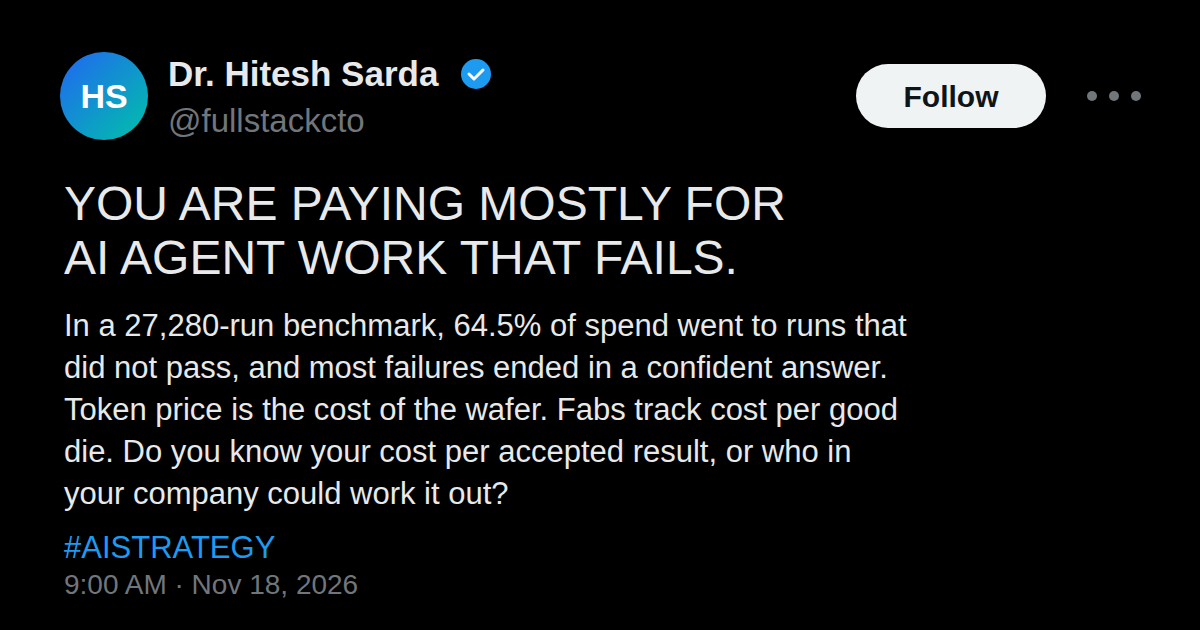 HS
Dr. Hitesh Sarda
@fullstackcto
Follow
YOU ARE PAYING MOSTLY FOR
AI AGENT WORK THAT FAILS.
In a 27,280-run benchmark, 64.5% of spend went to runs that
did not pass, and most failures ended in a confident answer.
Token price is the cost of the wafer. Fabs track cost per good
die. Do you know your cost per accepted result, or who in
your company could work it out?
#AISTRATEGY
9:00 AM · Nov 18, 2026